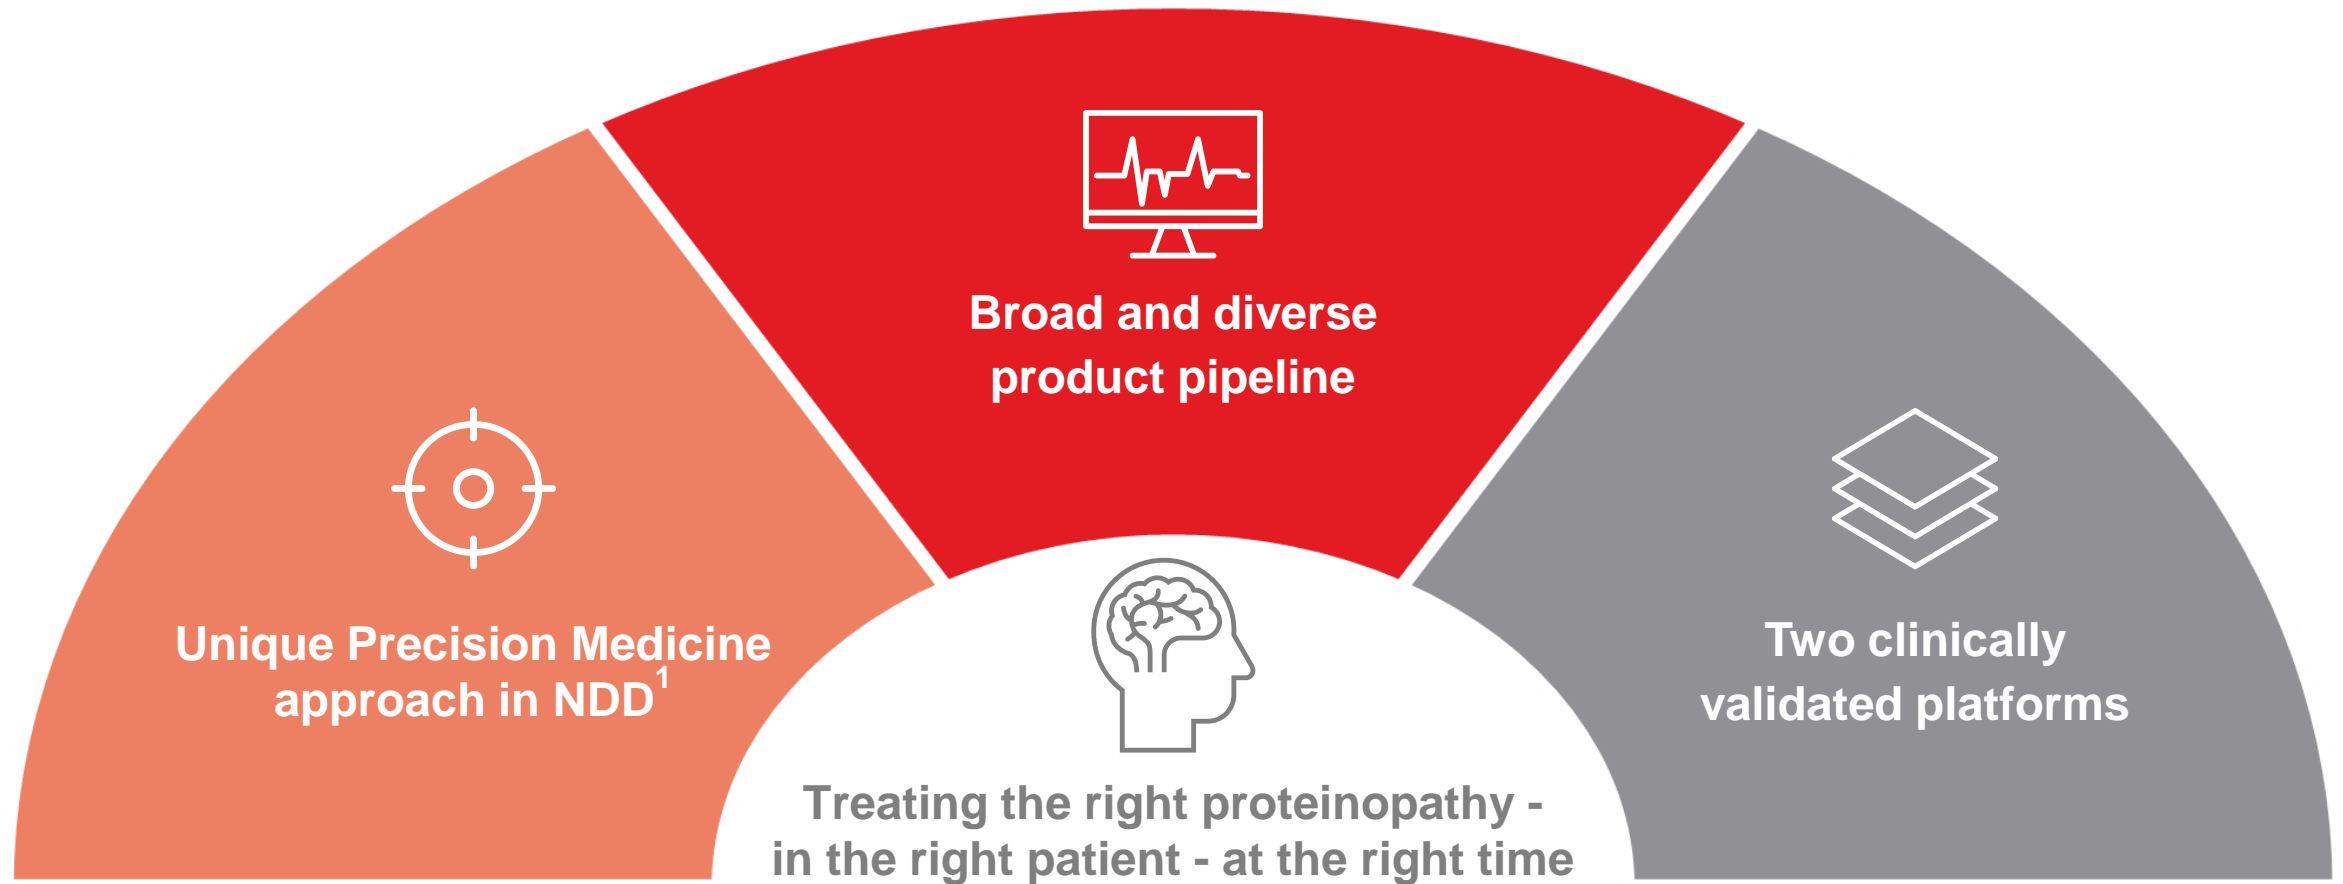 Broad and diverse
product pipeline
Unique Precision Medicine
approach in NDD¹
Two clinically
validated platforms
Treating the right proteinopathy -
in the right patient - at the right time